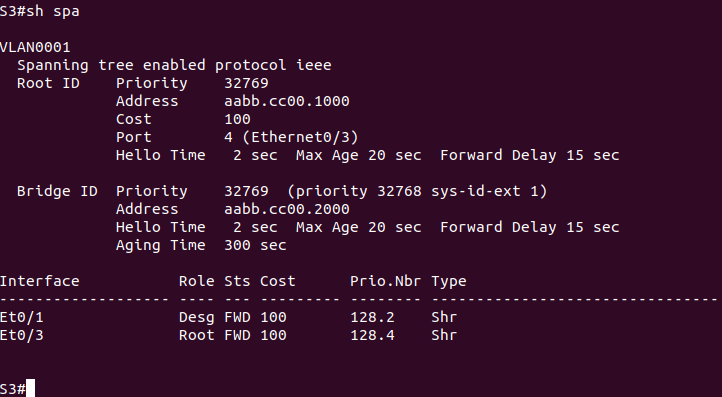 S3#sh spa
VLAN0001
  Spanning tree enabled protocol ieee
  Root ID    Priority    32769
             Address     aabb.cc00.1000
             Cost        100
             Port        4 (Ethernet0/3)
             Hello Time   2 sec  Max Age 20 sec  Forward Delay 15 sec
  Bridge ID  Priority    32769  (priority 32768 sys-id-ext 1)
             Address     aabb.cc00.2000
             Hello Time   2 sec  Max Age 20 sec  Forward Delay 15 sec
             Aging Time  300 sec
Interface           Role Sts Cost      Prio.Nbr Type
------------------- ---- --- --------- -------- --------------------------------
Et0/1               Desg FWD 100       128.2    Shr
Et0/3               Root FWD 100       128.4    Shr
S3#